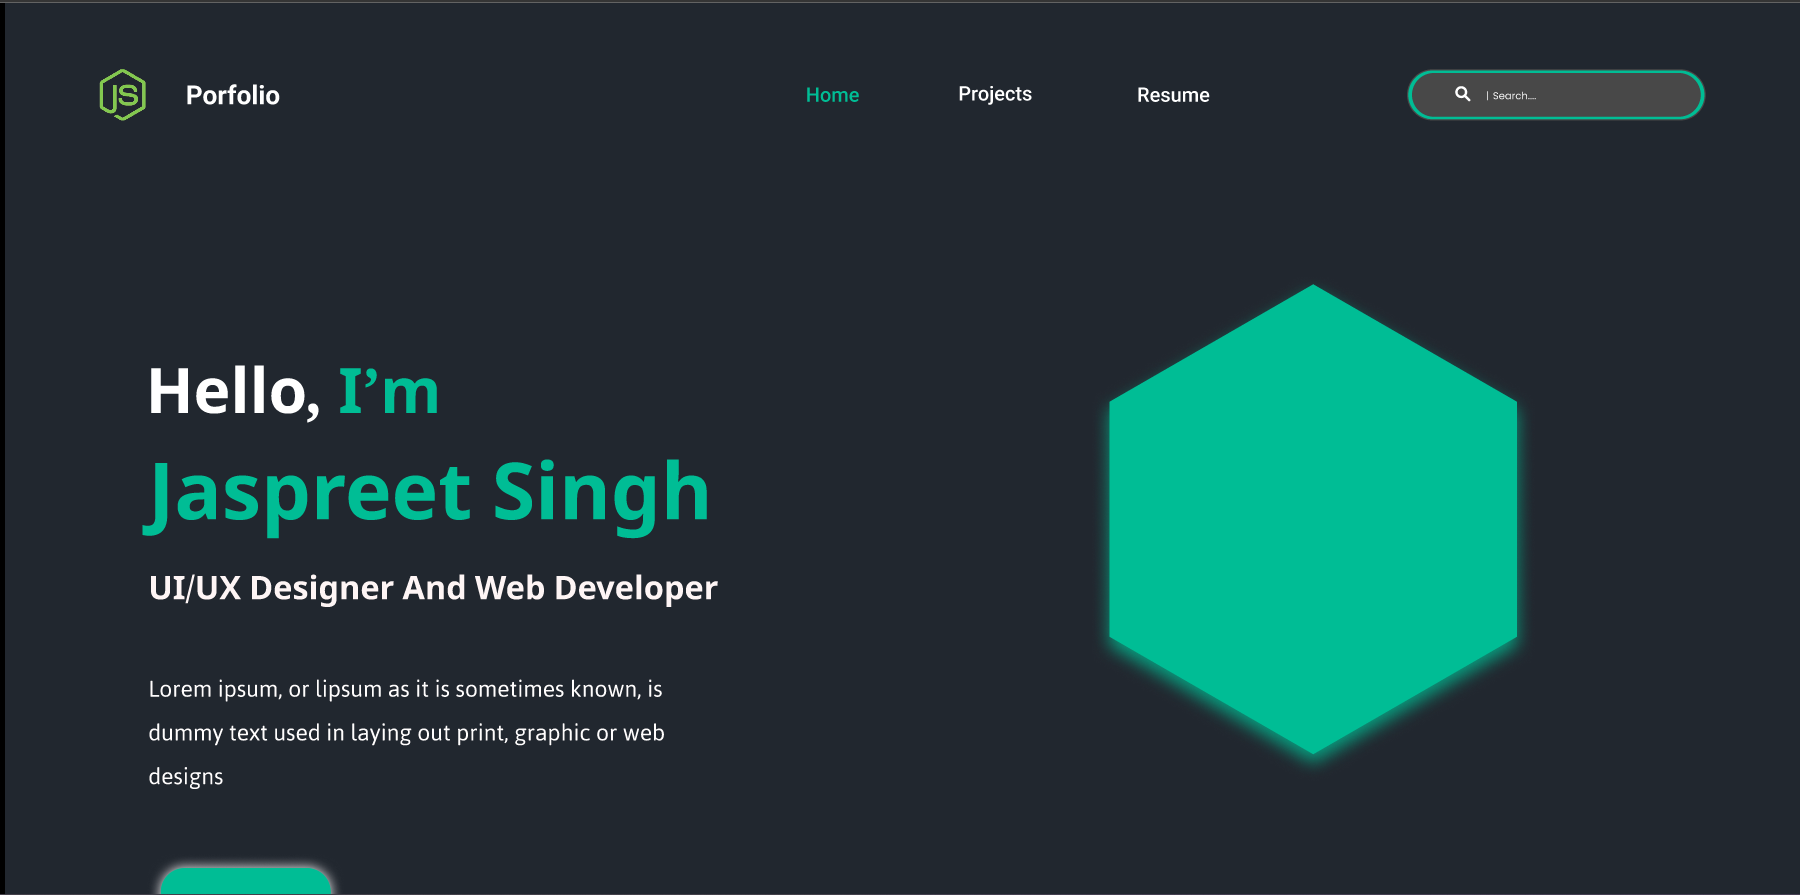 JS
Porfolio
Home
Projects
Resume
| Search....
Hello, I’m
Jaspreet Singh
UI/UX Designer And Web Developer
Lorem ipsum, or lipsum as it is sometimes known, is
dummy text used in laying out print, graphic or web
designs